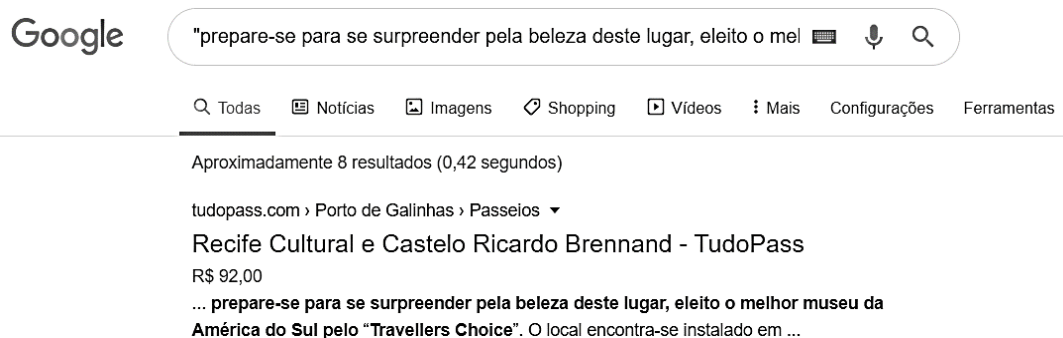 Google "prepare-se para se surpreender pela beleza deste lugar, eleito o mel
Todas Notícias Imagens Shopping Vídeos Mais Configurações Ferramentas
Aproximadamente 8 resultados (0,42 segundos)
tudopass.com › Porto de Galinhas › Passeios
Recife Cultural e Castelo Ricardo Brennand - TudoPass
R$ 92,00
... prepare-se para se surpreender pela beleza deste lugar, eleito o melhor museu da
América do Sul pelo “Travellers Choice”. O local encontra-se instalado em ...